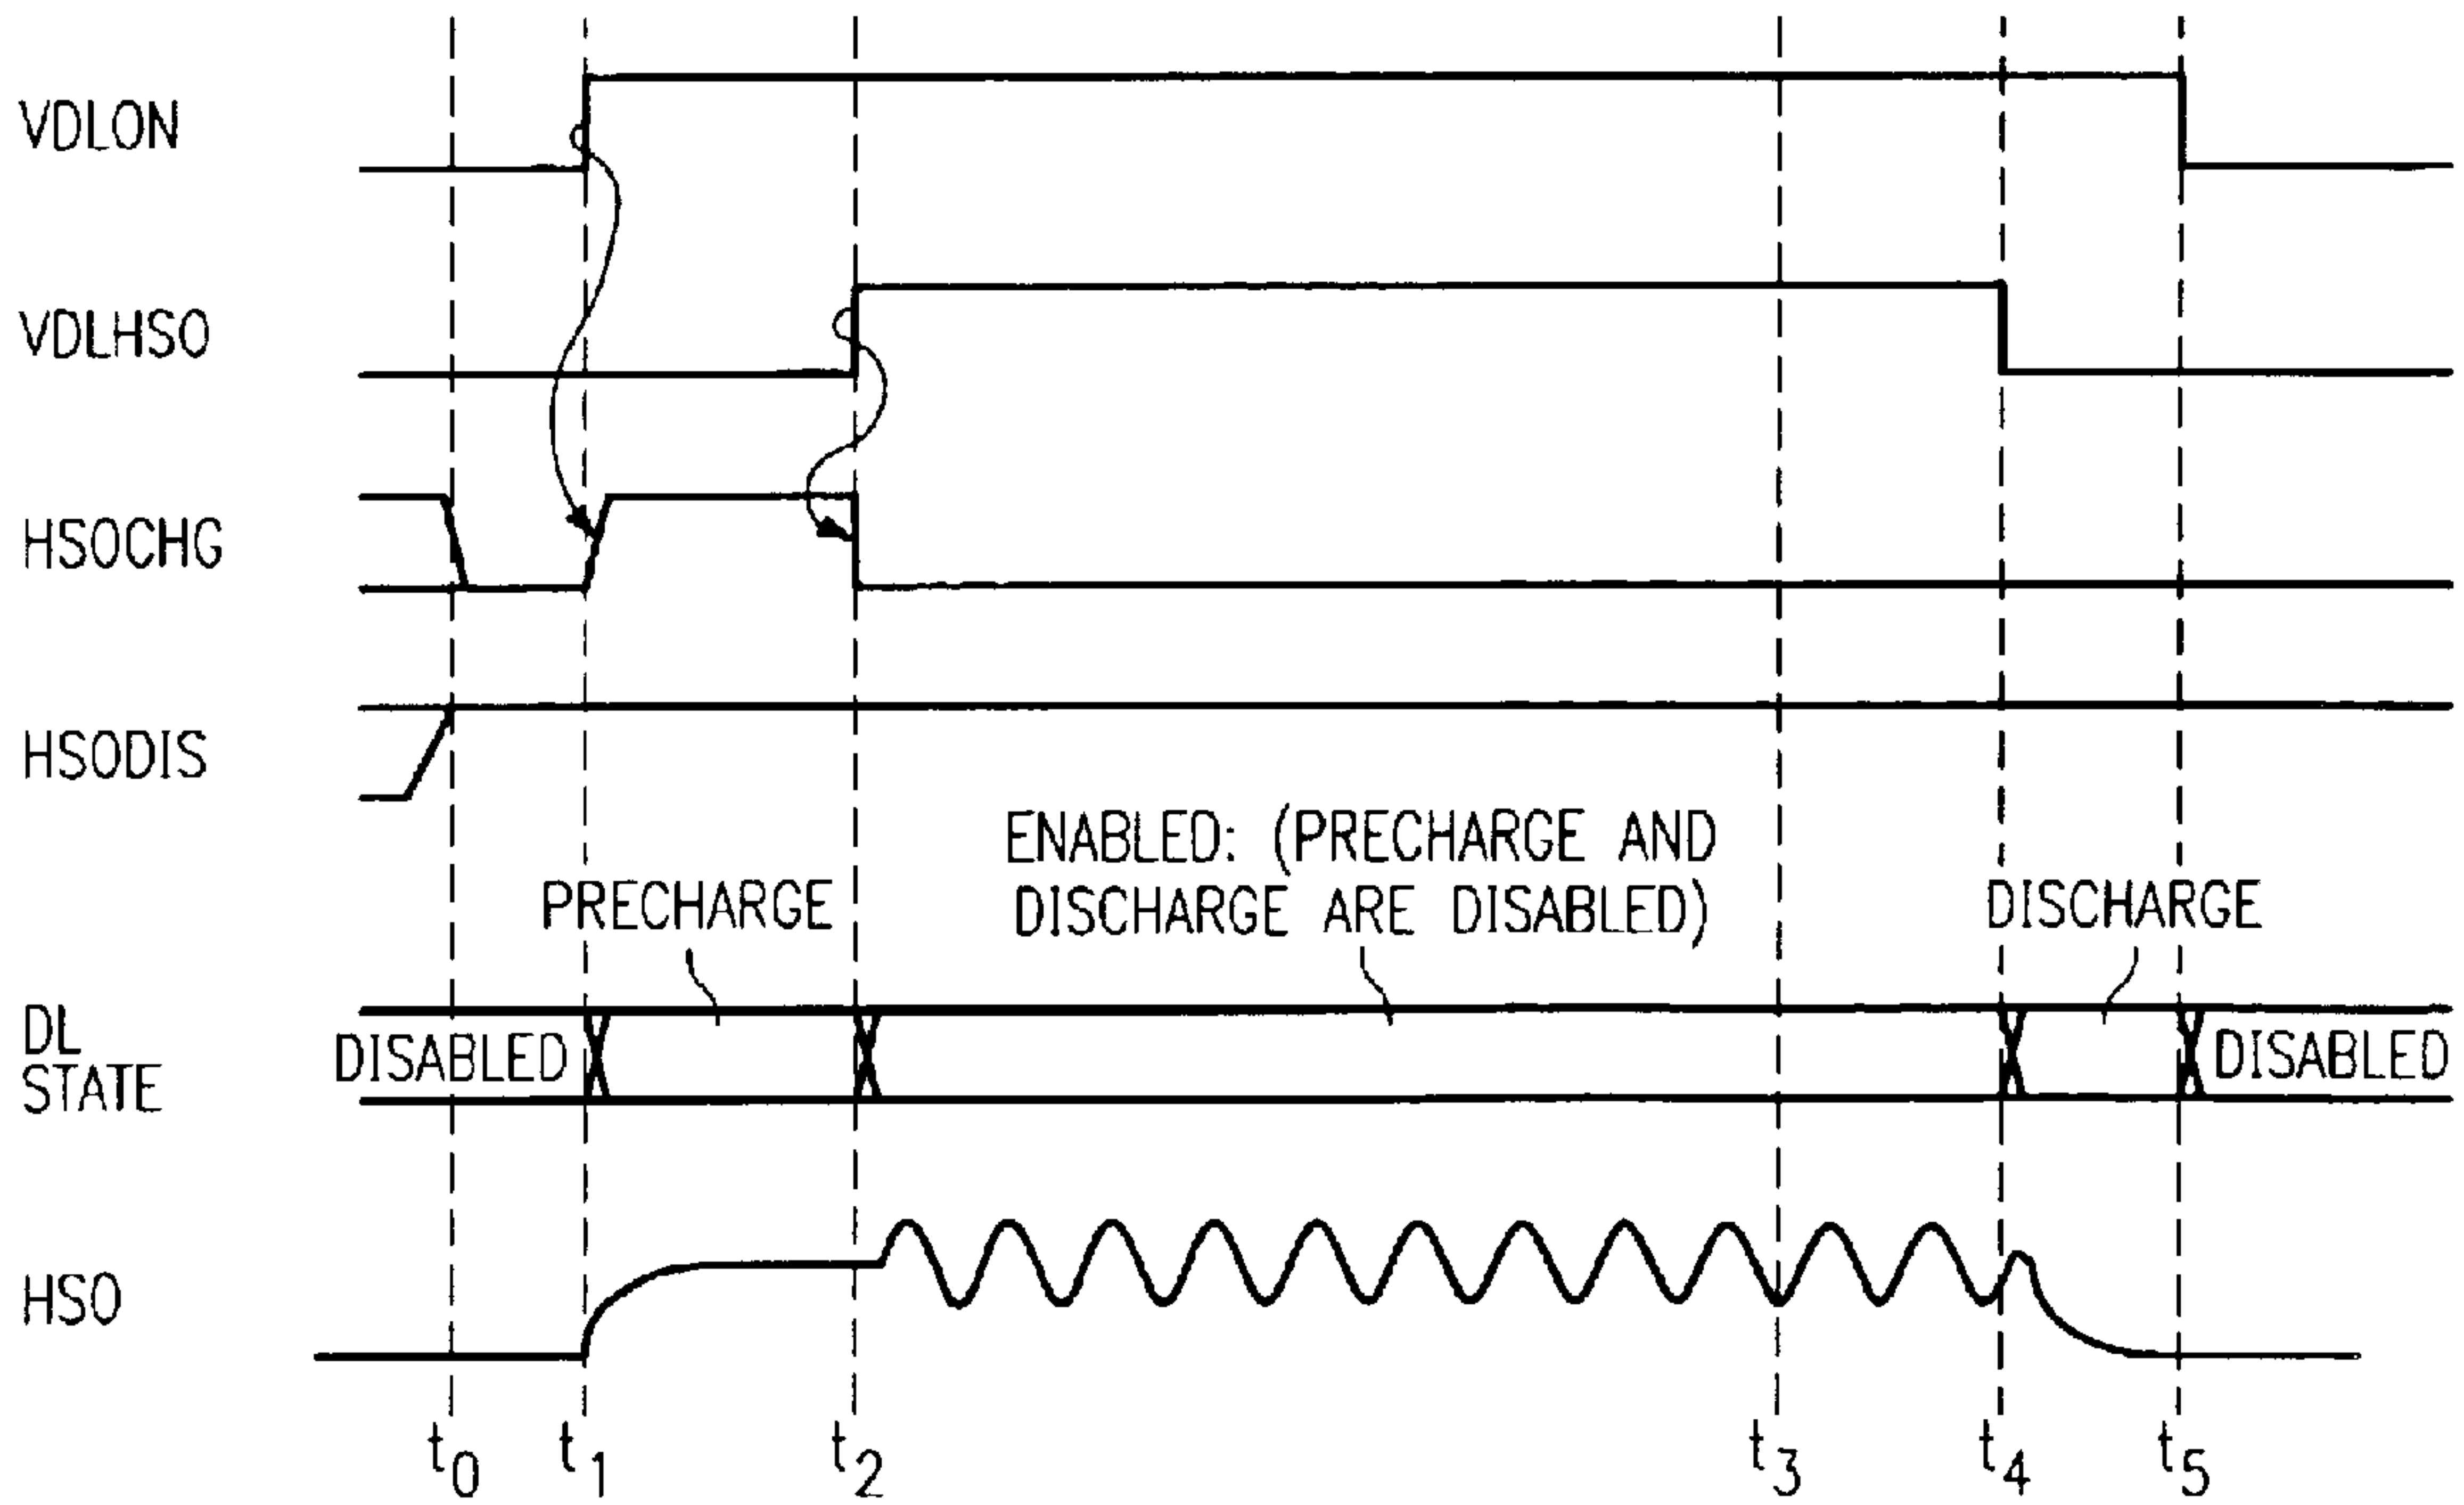 VDLON
VDLHSO
HSOCHG
HSODIS
ENABLED: (PRECHARGE AND
DISCHARGE ARE DISABLED)
PRECHARGE
DISCHARGE
DL
STATE
DISABLED
DISABLED
HSO
t0 t1 t2 t3 t4 t5